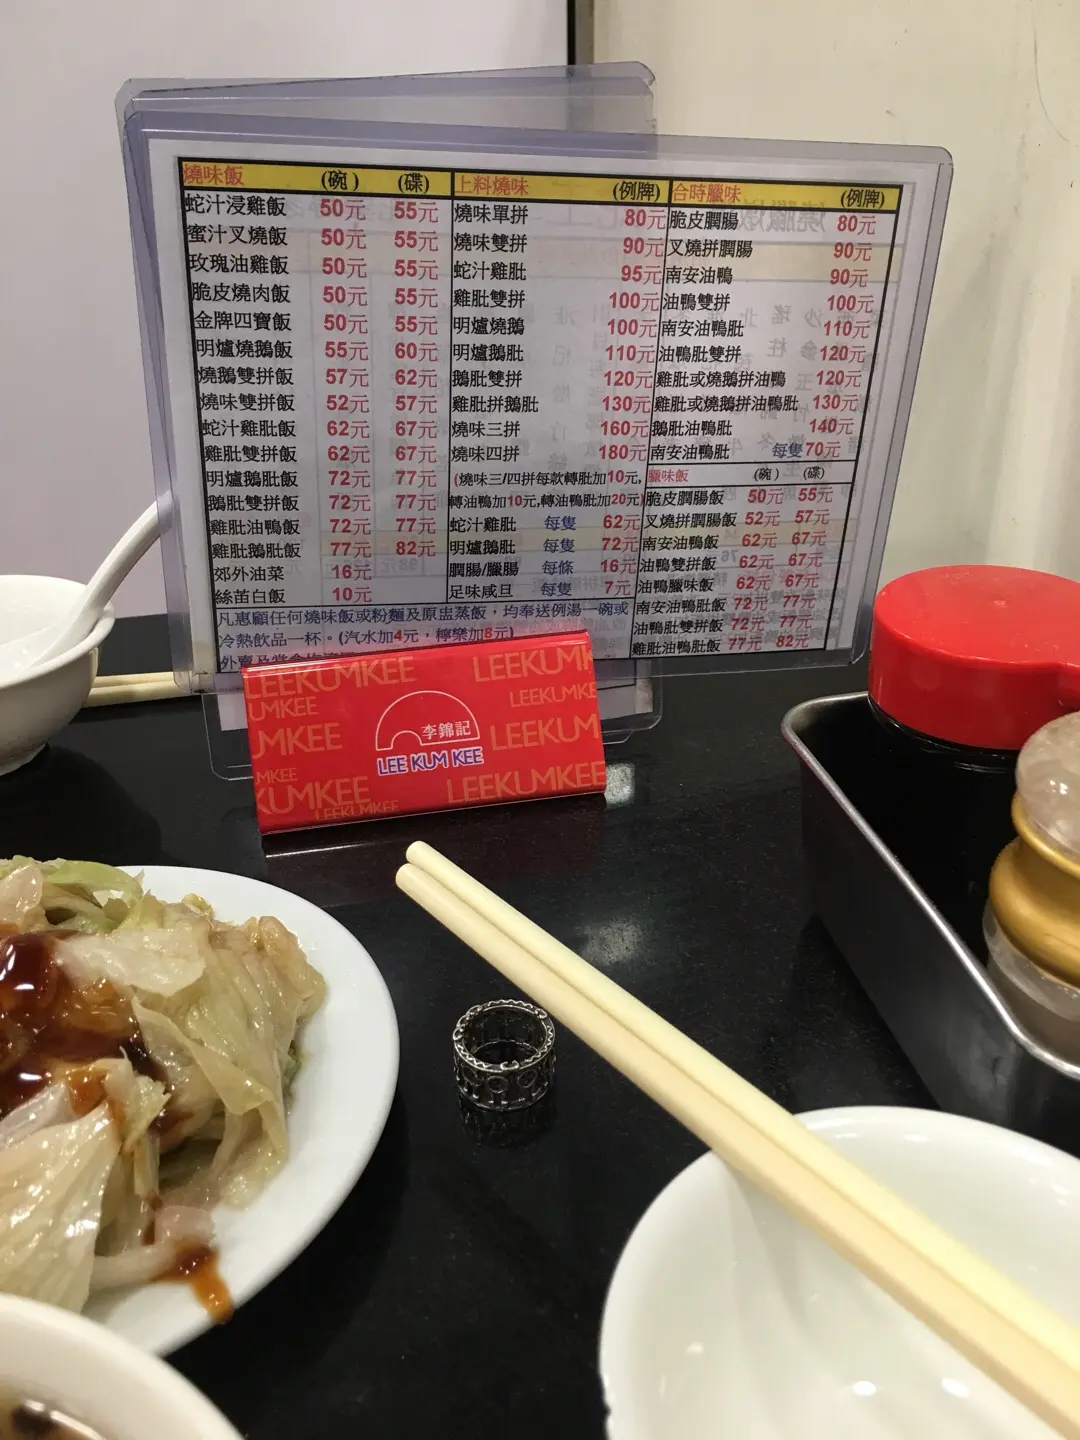 燒味飯 (碗) (碟)
蛇汁浸雞飯 50元 55元
蜜汁叉燒飯 50元 55元
玫瑰油雞飯 50元 55元
脆皮燒肉飯 50元 55元
金牌四寶飯 50元 55元
明爐燒鵝飯 55元 60元
燒鵝雙拼飯 57元 62元
燒味雙拼飯 52元 57元
蛇汁雞肶飯 62元 67元
雞肶雙拼飯 62元 67元
明爐鵝肶飯 72元 77元
鵝肶雙拼飯 72元 77元
雞肶油鴨飯 72元 77元
雞肶鵝肶飯 77元 82元
郊外油菜 16元
絲苗白飯 10元
上料燒味 (例牌)
燒味單拼 80元
燒味雙拼 90元
蛇汁雞肶 95元
雞肶雙拼 100元
明爐燒鵝 100元
明爐鵝肶 110元
鵝肶雙拼 120元
雞肶拼鵝肶 130元
燒味三拼 160元
燒味四拼 180元
(燒味三/四拼每款轉肶加10元,
轉油鴨加10元,轉油鴨肶加20元)
蛇汁雞肶 每隻 62元
明爐鵝肶 每隻 72元
膶腸/臘腸 每條 16元
足味咸旦 每隻 7元
合時臘味 (例牌)
脆皮膶腸 80元
叉燒拼膶腸 90元
南安油鴨 90元
油鴨雙拼 100元
南安油鴨肶 110元
油鴨肶雙拼 120元
雞肶或燒鵝拼油鴨 120元
雞肶或燒鵝拼油鴨肶 130元
鵝肶油鴨肶 140元
南安油鴨肶 每隻70元
臘味飯 (碗) (碟)
脆皮膶腸飯 50元 55元
叉燒拼膶腸飯 52元 57元
南安油鴨飯 62元 67元
油鴨雙拼飯 62元 67元
油鴨臘味飯 62元 67元
南安油鴨肶飯 72元 77元
油鴨肶雙拼飯 72元 77元
雞肶油鴨肶飯 77元 82元
凡惠顧任何燒味飯或粉麵及原盅蒸飯，均奉送例湯一碗或
冷熱飲品一杯。(汽水加4元，檸樂加8元)
李錦記
LEE KUM KEE
LEEKUMKEE